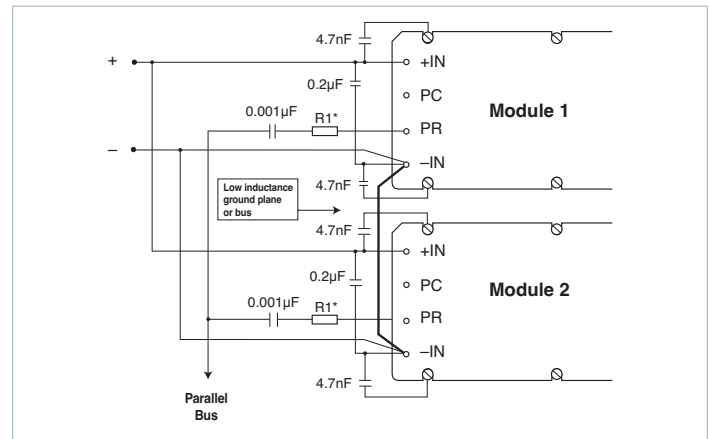 4.7nF
+
+IN
0.2µF
PC
Module 1
0.001µF
R1*
PR
–
–IN
4.7nF
Low inductance
ground plane
or bus
4.7nF
+IN
0.2µF
PC
Module 2
0.001µF
R1*
PR
–IN
4.7nF
Parallel
Bus